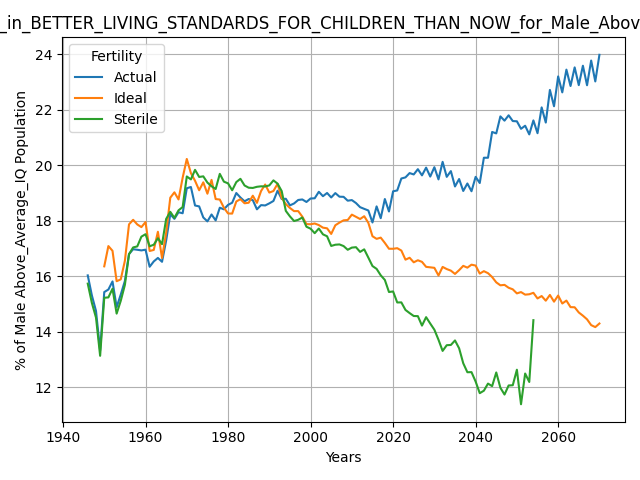 _in_BETTER_LIVING_STANDARDS_FOR_CHILDREN_THAN_NOW_for_Male_Abov
Fertility
Actual
Ideal
Sterile
% of Male Above_Average_IQ Population
24
22
20
18
16
14
12
1940 1960 1980 2000 2020 2040 2060
Years